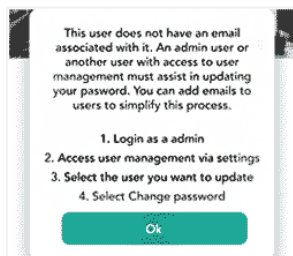 This user does not have an email
associated with it. An admin user or
another user with access to user
management must assist in updating
your password. You can add emails to
users to simplify this process.
1. Login as a admin
2. Access user management via settings
3. Select the user you want to update
4. Select Change password
Ok